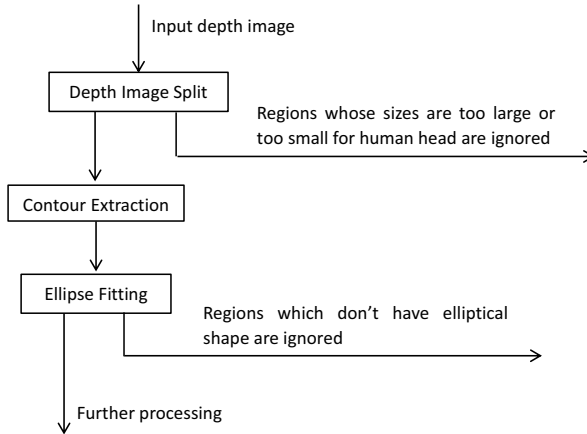 Input depth image
Depth Image Split
Regions whose sizes are too large or
too small for human head are ignored
Contour Extraction
Ellipse Fitting
Regions which don’t have elliptical
shape are ignored
Further processing